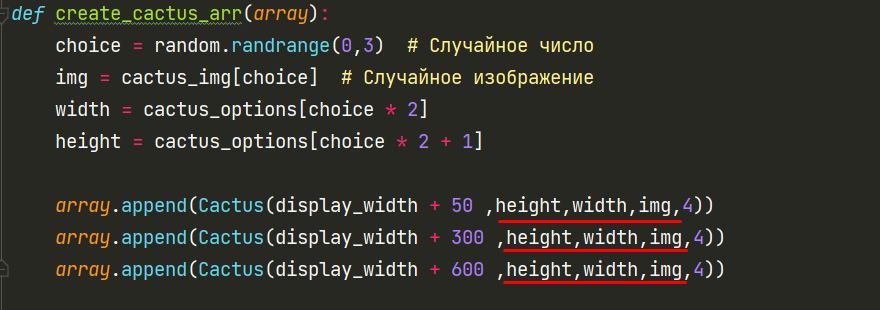 def create_cactus_arr(array):
    choice = random.randrange(0,3)  # Случайное число
    img = cactus_img[choice]  # Случайное изображение
    width = cactus_options[choice * 2]
    height = cactus_options[choice * 2 + 1]
    array.append(Cactus(display_width + 50 ,height,width,img,4))
    array.append(Cactus(display_width + 300 ,height,width,img,4))
    array.append(Cactus(display_width + 600 ,height,width,img,4))